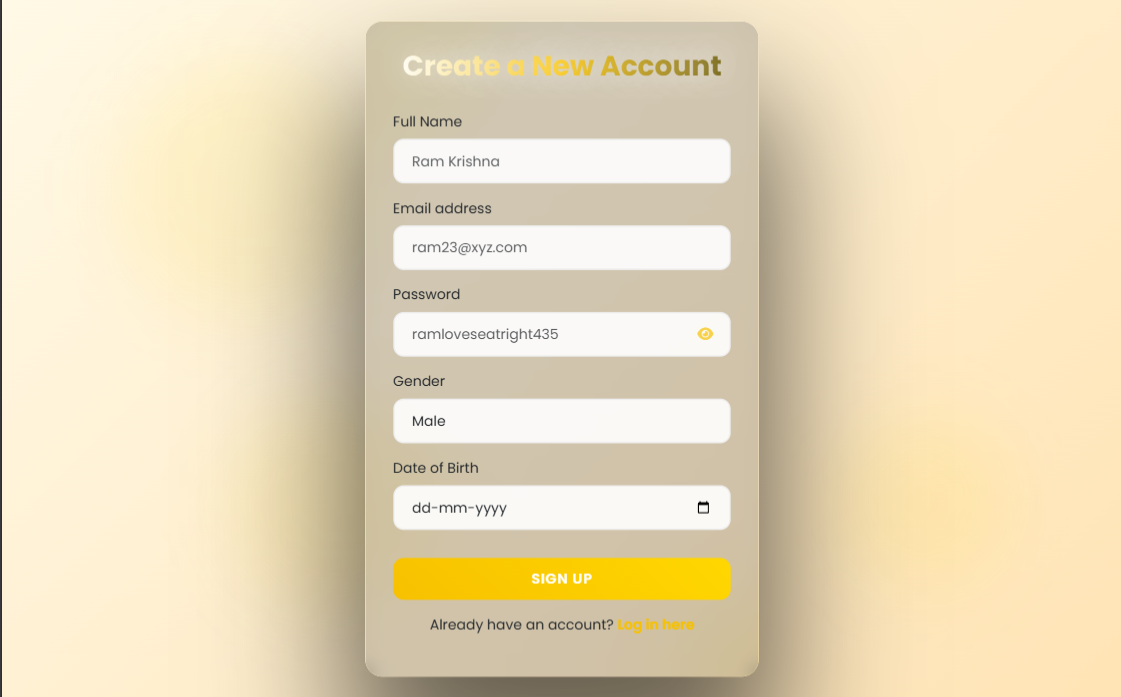 Create a New Account
Full Name
Ram Krishna
Email address
ram23@xyz.com
Password
ramloveseatright435
Gender
Male
Date of Birth
dd-mm-yyyy
SIGN UP
Already have an account? Log in here